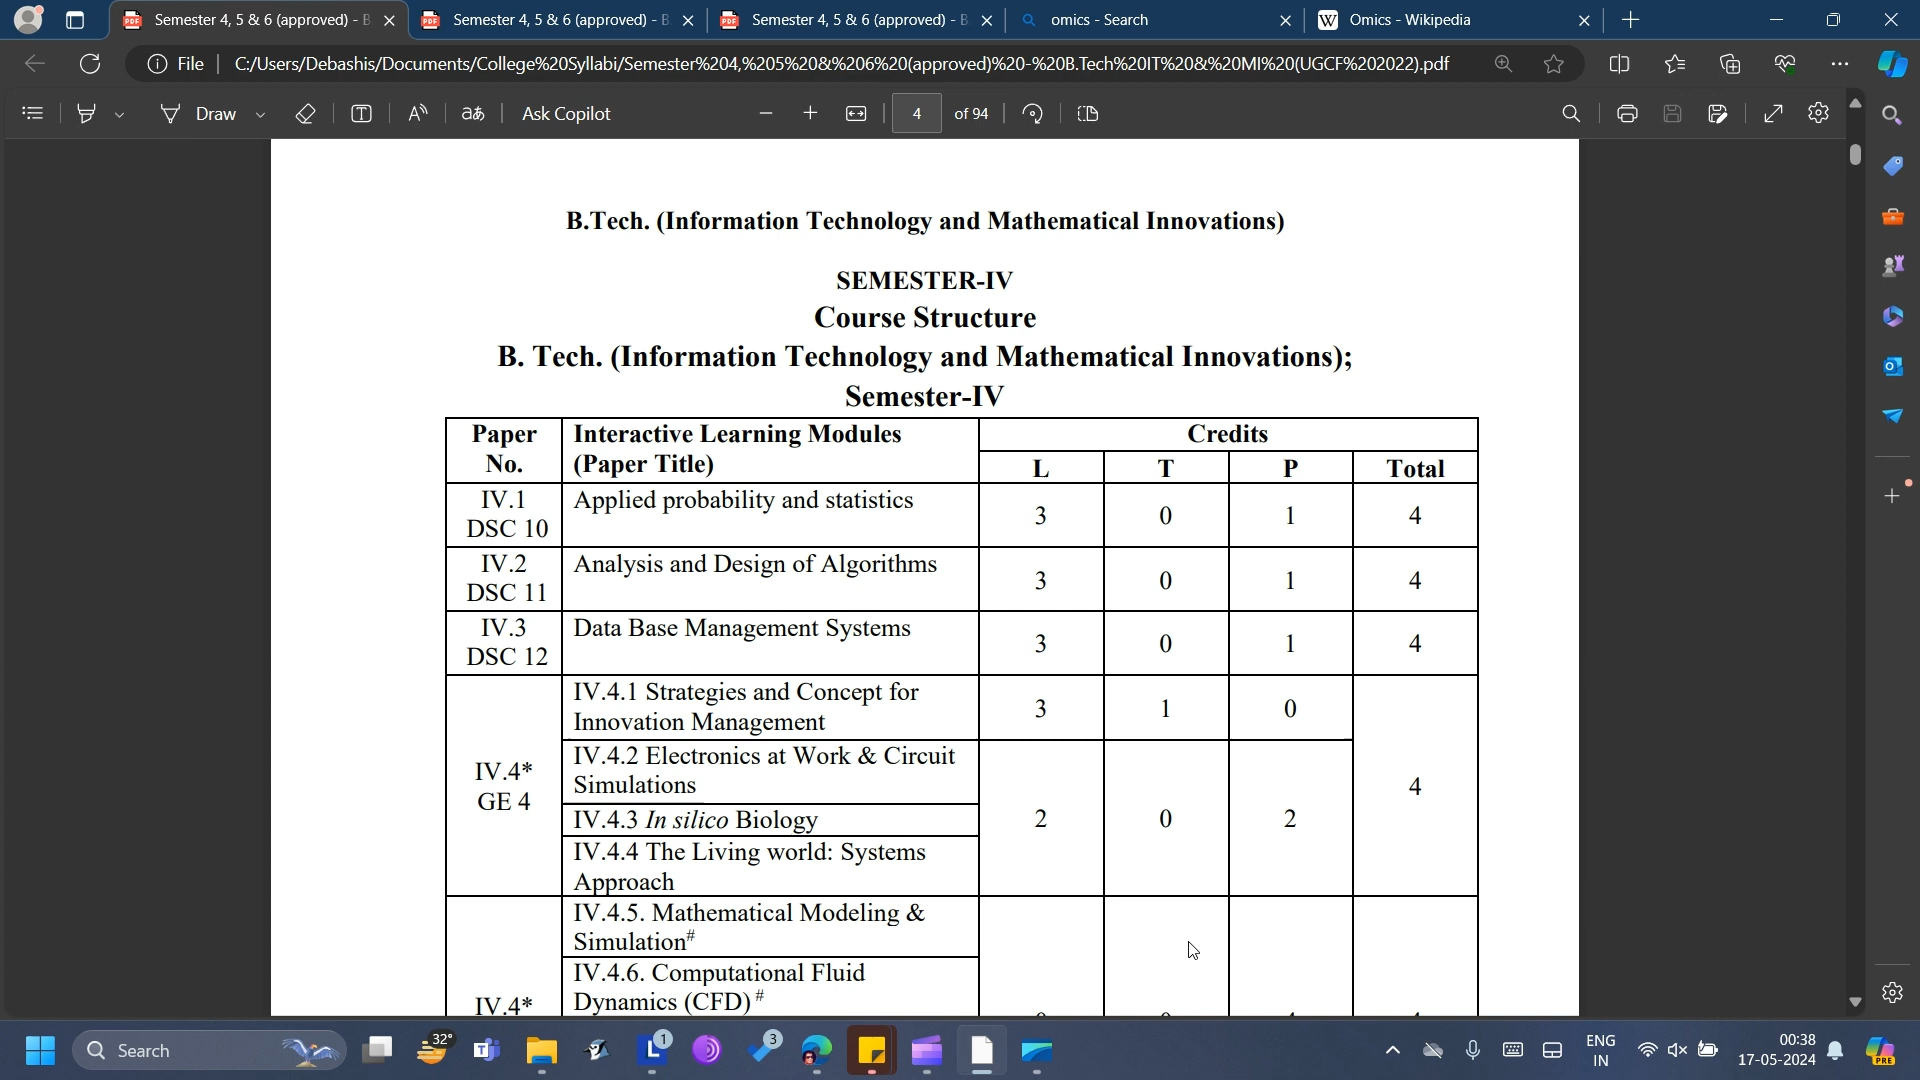 Semester 4, 5 & 6 (approved) - B
Semester 4, 5 & 6 (approved) - B
Semester 4, 5 & 6 (approved) - B
omics - Search
Omics - Wikipedia
File
C:/Users/Debashis/Documents/College%20Syllabi/Semester%204,%205%20&%206%20(approved)%20-%20B.Tech%20IT%20&%20MI%20(UGCF%202022).pdf
Draw
Ask Copilot
4 of 94
B.Tech. (Information Technology and Mathematical Innovations)
SEMESTER-IV
Course Structure
B. Tech. (Information Technology and Mathematical Innovations);
Semester-IV
Paper No.
Interactive Learning Modules
(Paper Title)
Credits
L T P Total
IV.1
DSC 10
Applied probability and statistics
3 0 1 4
IV.2
DSC 11
Analysis and Design of Algorithms
3 0 1 4
IV.3
DSC 12
Data Base Management Systems
3 0 1 4
IV.4*
GE 4
IV.4.1 Strategies and Concept for
Innovation Management
3 1 0
4
IV.4.2 Electronics at Work & Circuit
Simulations
IV.4.3 In silico Biology
2 0 2
IV.4.4 The Living world: Systems
Approach
IV.4*
IV.4.5. Mathematical Modeling &
Simulation#
IV.4.6. Computational Fluid
Dynamics (CFD) #
Search
32°
1
3
ENG
IN
00:38
17-05-2024
PRE